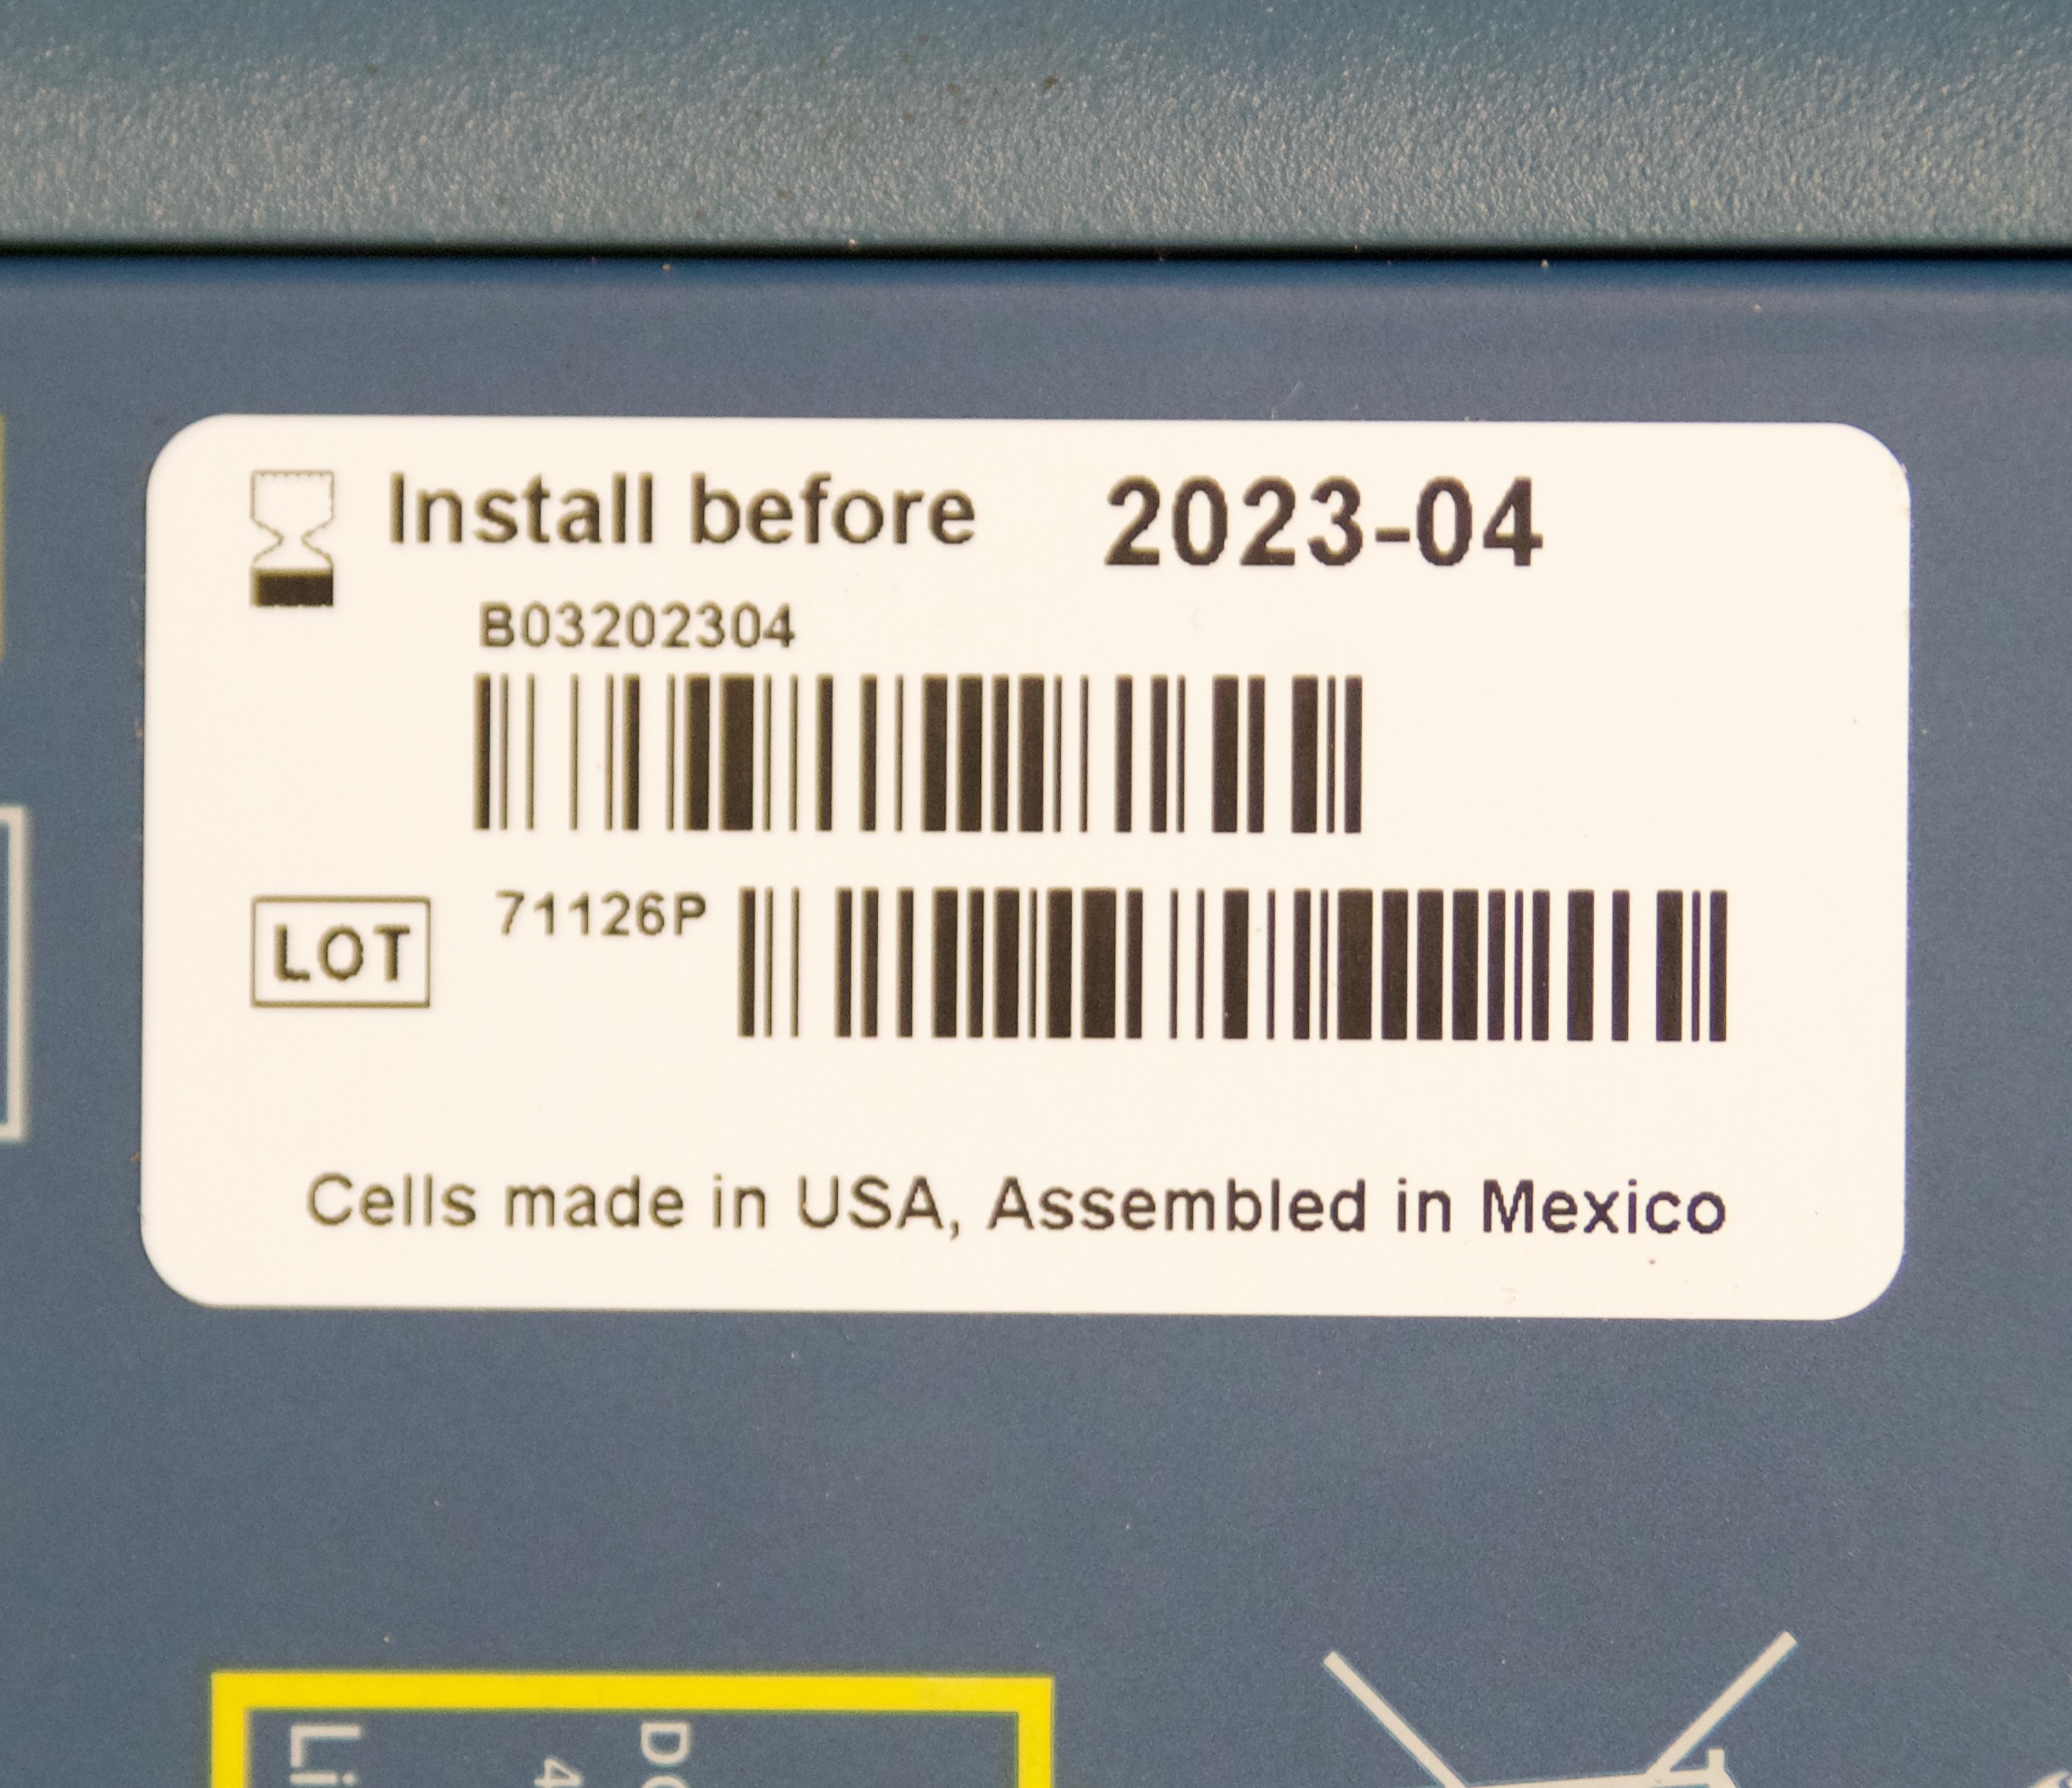 Install before 2023-04
B03202304
LOT 71126P
Cells made in USA, Assembled in Mexico